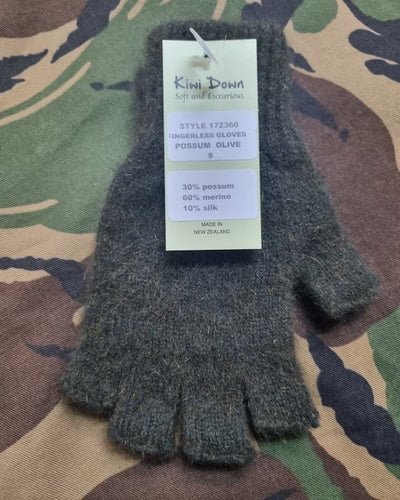 Kiwi Down
Soft and Luxurious
STYLE 172360
FINGERLESS GLOVES
POSSUM OLIVE
S
30% possum
60% merino
10% silk
MADE IN
NEW ZEALAND